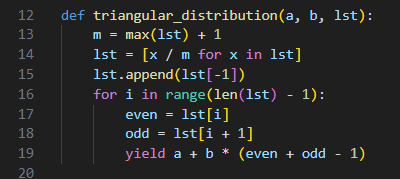 12 def triangular_distribution(a, b, lst):
13     m = max(lst) + 1
14     lst = [x / m for x in lst]
15     lst.append(lst[-1])
16     for i in range(len(lst) - 1):
17         even = lst[i]
18         odd = lst[i + 1]
19         yield a + b * (even + odd - 1)
20